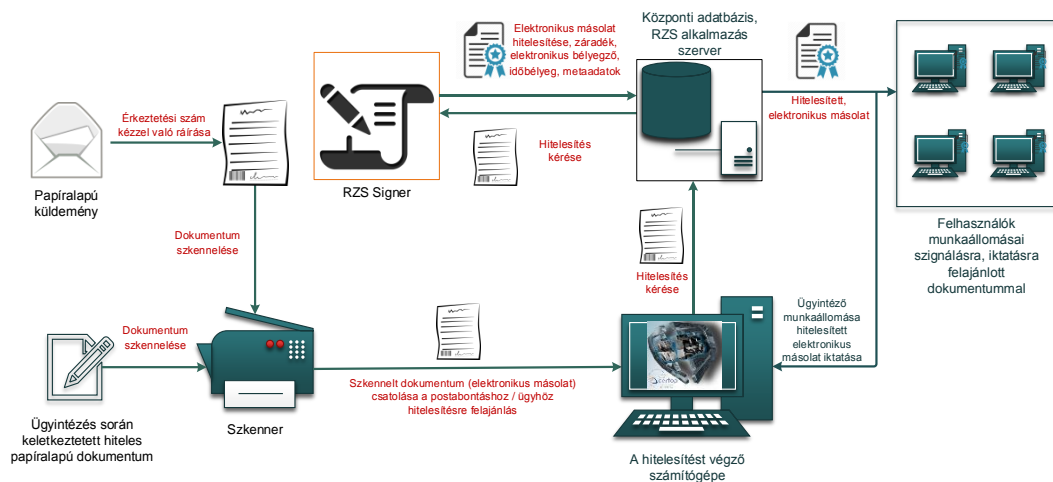 Elektronikus másolat
hitelesítése, záradék,
elektronikus bélyegző,
időbélyeg, metaadatok
Központi adatbázis,
RZS alkalmazás
szerver
Érkeztetési szám
kézzel való ráírása
Hitelesített,
elektronikus másolat
Hitelesítés
kérése
Papíralapú
küldemény
RZS Signer
Dokumentum
szkennelése
Felhasználók
munkaállomásai
szignálásra, iktatásra
felajánlott
dokumentummal
Hitelesítés
kérése
Ügyintéző
munkaállomása
hitelesített
elektronikus
másolat iktatása
Dokumentum
szkennelése
Szkennelt dokumentum (elektronikus másolat)
csatolása a postabontáshoz / ügyhöz
hitelesítésre felajánlás
Ügyintézés során
keletkeztetett hiteles
papíralapú dokumentum
Szkenner
A hitelesítést végző
számítógépe